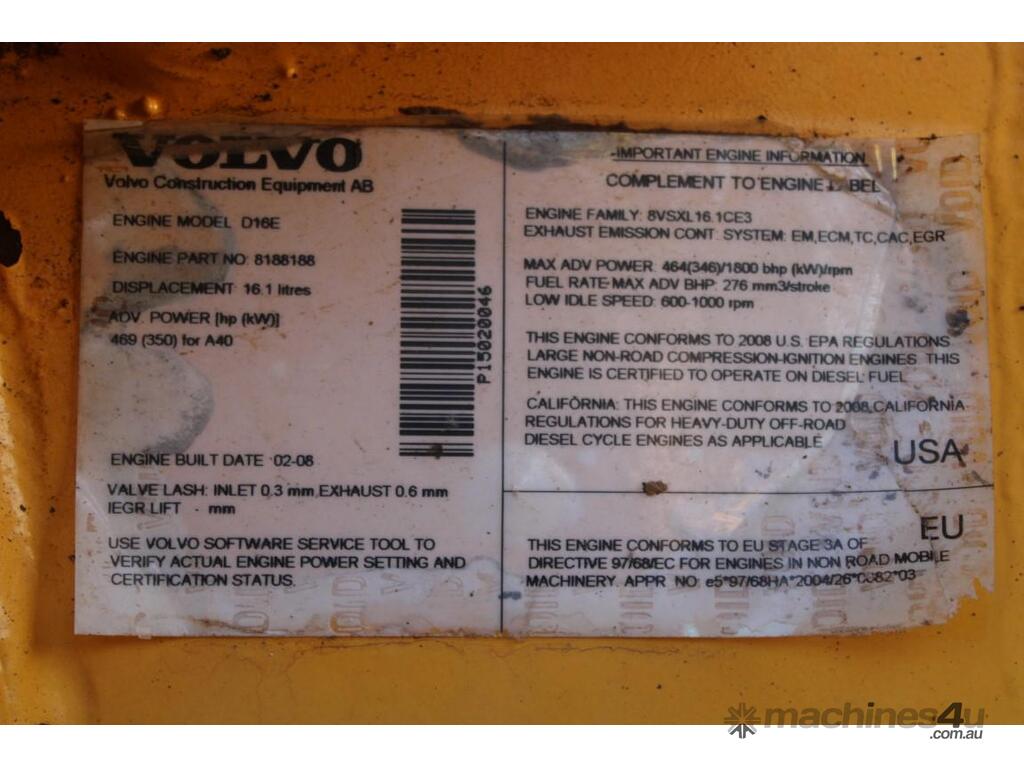 VOLVO
Volvo Construction Equipment AB
ENGINE MODEL D16E
ENGINE PART NO: 8188188
DISPLACEMENT 16.1 litres
ADV. POWER [hp (kW)]
469 (350) for A40
P15020046
ENGINE BUILT DATE 02-08
VALVE LASH: INLET 0.3 mm EXHAUST 0.6 mm
IEGR LIFT - mm
USE VOLVO SOFTWARE SERVICE TOOL TO
VERIFY ACTUAL ENGINE POWER SETTING AND
CERTIFICATION STATUS.
-IMPORTANT ENGINE INFORMATION
COMPLEMENT TO ENGINE LABEL
ENGINE FAMILY: 8VSXL16.1CE3
EXHAUST EMISSION CONT. SYSTEM: EM,ECM,TC,CAC,EGR
MAX ADV POWER: 464(346)/1800 bhp (kW)/rpm
FUEL RATE-MAX ADV BHP: 276 mm3/stroke
LOW IDLE SPEED: 600-1000 rpm
THIS ENGINE CONFORMS TO 2008 U.S. EPA REGULATIONS
LARGE NON-ROAD COMPRESSION-IGNITION ENGINES. THIS
ENGINE IS CERTIFIED TO OPERATE ON DIESEL FUEL
CALIFORNIA: THIS ENGINE CONFORMS TO 2008 CALIFORNIA
REGULATIONS FOR HEAVY-DUTY OFF-ROAD
DIESEL CYCLE ENGINES AS APPLICABLE
USA
EU
THIS ENGINE CONFORMS TO EU STAGE 3A OF
DIRECTIVE 97/68/EC FOR ENGINES IN NON ROAD MOBILE
MACHINERY. APPR. NO: e5*97/68HA*2004/26*0082*03
machines4u
.com.au